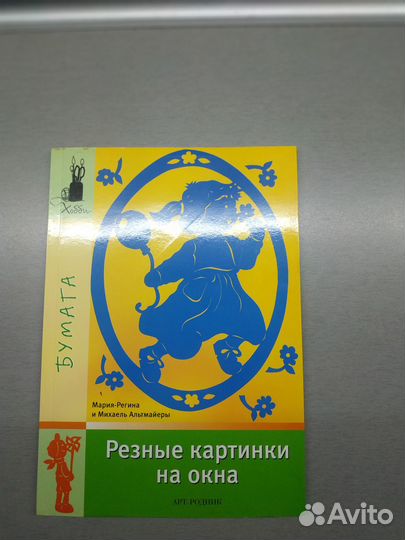 Хобби
БУМАГА
Мария-Регина
и Михаель Альтмайеры
Резные картинки
на окна
АРТ-РОДНИК
Avito